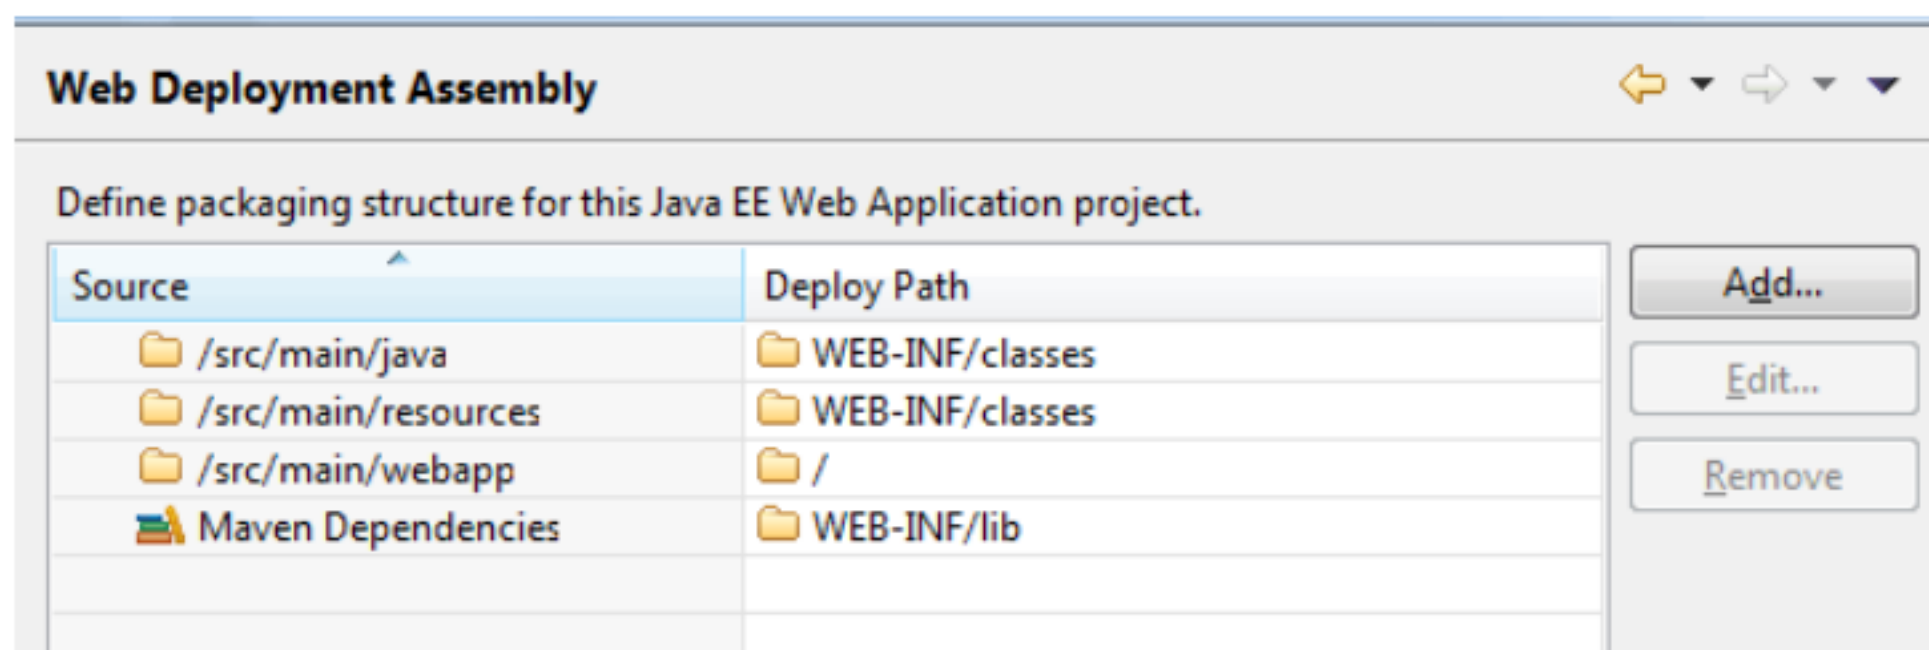 Web Deployment Assembly
Define packaging structure for this Java EE Web Application project.
Source Deploy Path Add...
/src/main/java WEB-INF/classes
Edit...
/src/main/resources WEB-INF/classes
/src/main/webapp / Remove
Maven Dependencies WEB-INF/lib